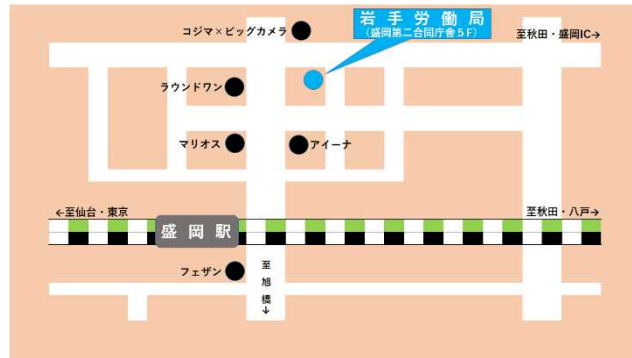 岩手労働局
(盛岡第二合同庁舎5F)
コジマ×ビッグカメラ
至秋田・盛岡IC→
ラウンドワン
マリオス
アイーナ
←至仙台・東京
至秋田・八戸→
盛岡駅
フェザン
至旭橋↓